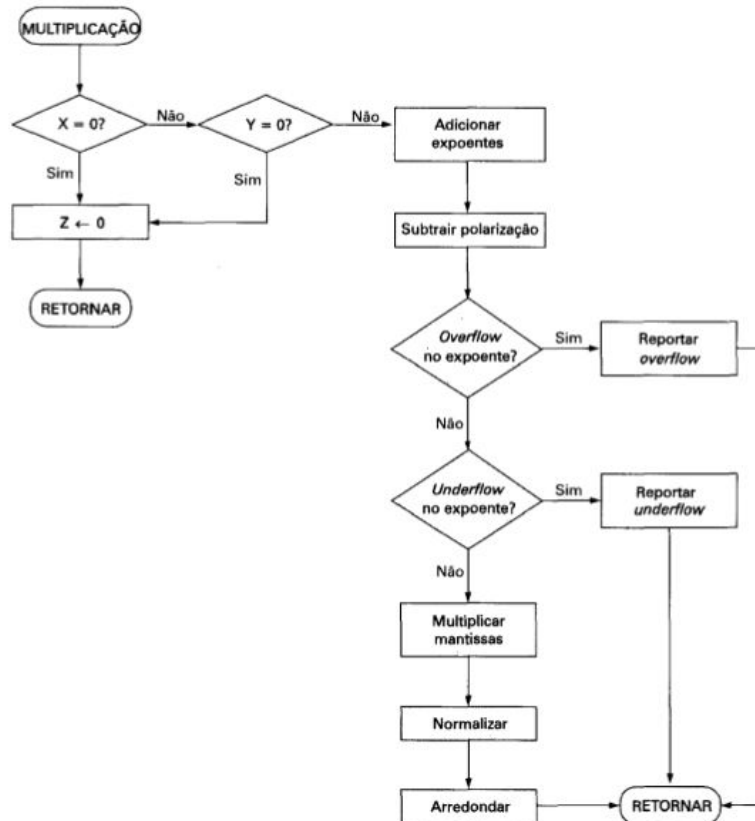 MULTIPLICAÇÃO
X = 0?
Não
Y = 0?
Não
Adicionar
expoentes
Sim
Sim
Z ← 0
Subtrair polarização
RETORNAR
Overflow
no expoente?
Sim
Reportar
overflow
Não
Underflow
no expoente?
Sim
Reportar
underflow
Não
Multiplicar
mantissas
Normalizar
Arredondar
RETORNAR